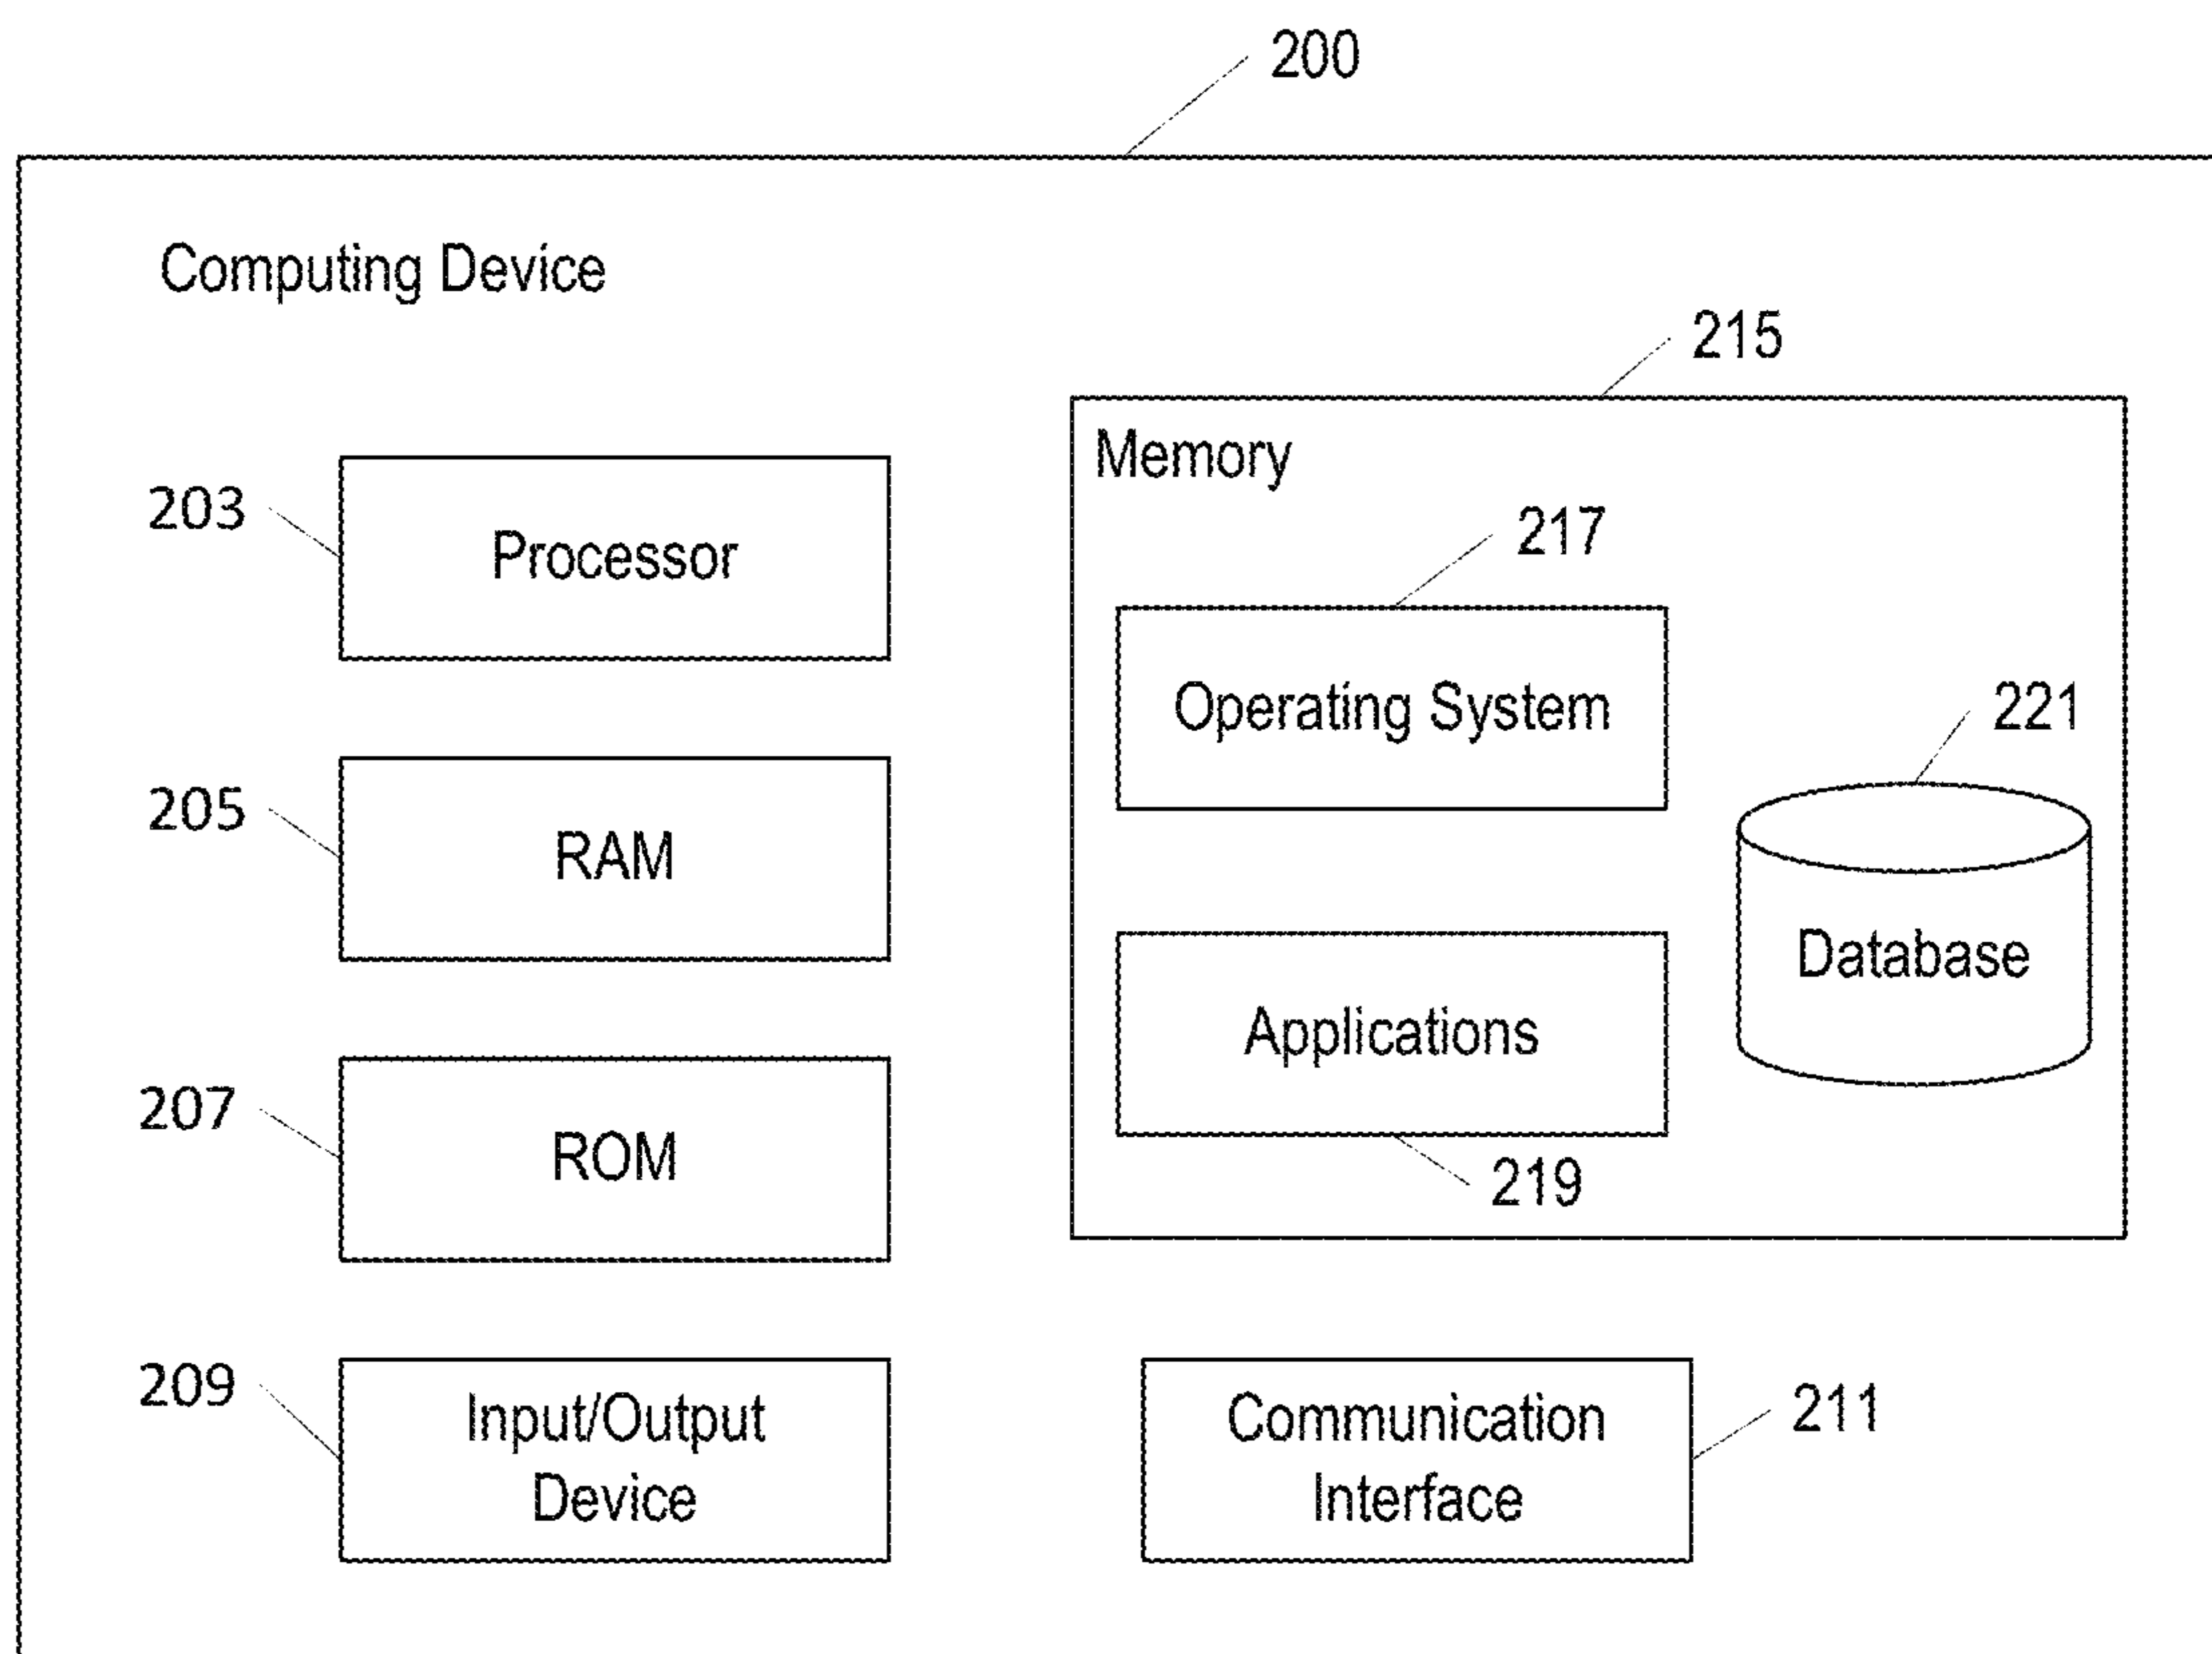 200
Computing Device
215
Memory
203
Processor
217
Operating System
221
205
RAM
Database
Applications
219
207
ROM
209
Input/Output
Device
Communication
Interface
211